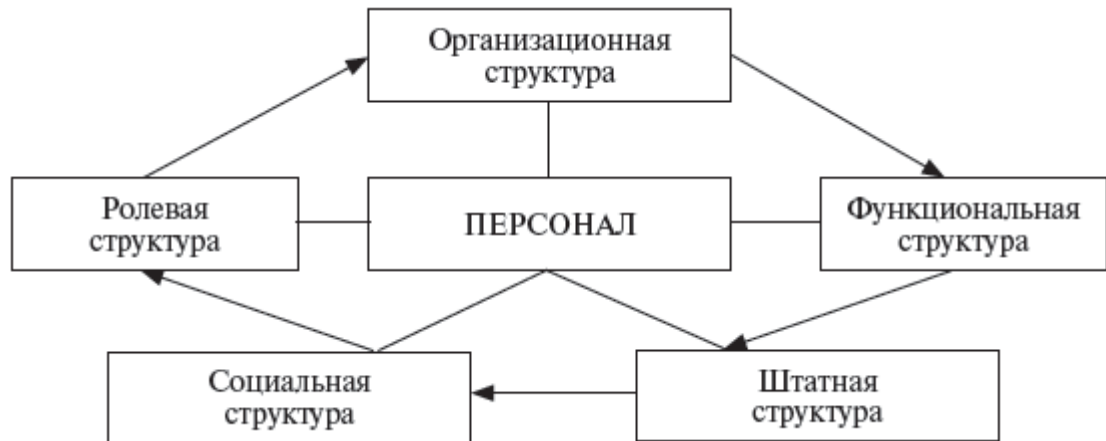 Организационная
структура
Ролевая
структура
ПЕРСОНАЛ
Функциональная
структура
Социальная
структура
Штатная
структура